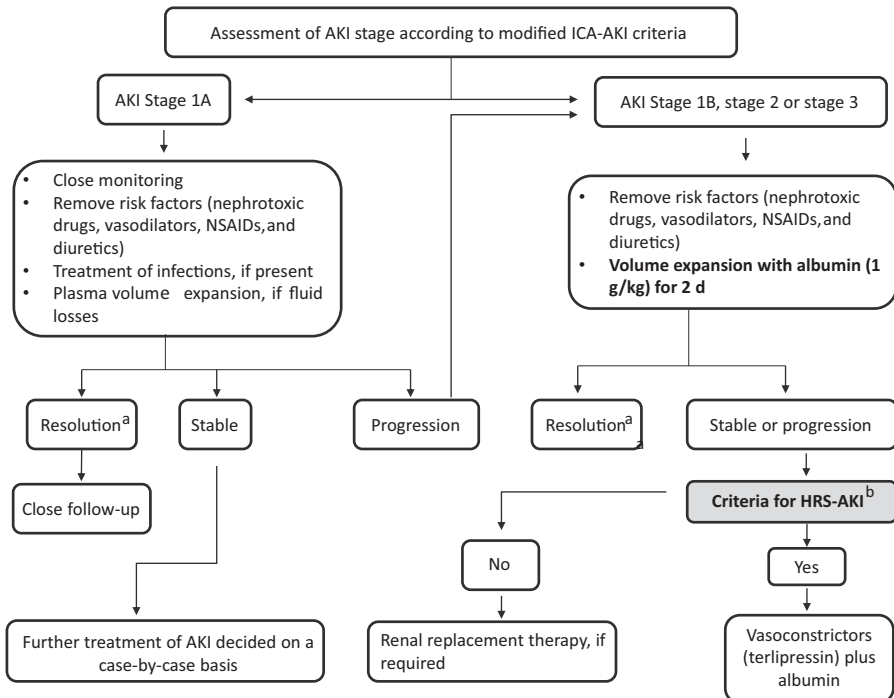 Assessment of AKI stage according to modified ICA-AKI criteria
AKI Stage 1A
AKI Stage 1B, stage 2 or stage 3
• Close monitoring
• Remove risk factors (nephrotoxic
drugs, vasodilators, NSAIDs, and
diuretics)
• Treatment of infections, if present
• Plasma volume expansion, if fluid
losses
• Remove risk factors (nephrotoxic
drugs, vasodilators, NSAIDs, and
diuretics)
• Volume expansion with albumin (1
g/kg) for 2 d
Resolution a
Stable
Progression
Resolution a
a
Stable or progression
Close follow-up
Criteria for HRS-AKI b
No
Yes
Further treatment of AKI decided on a
case-by-case basis
Renal replacement therapy, if
required
Vasoconstrictors
(terlipressin) plus
albumin